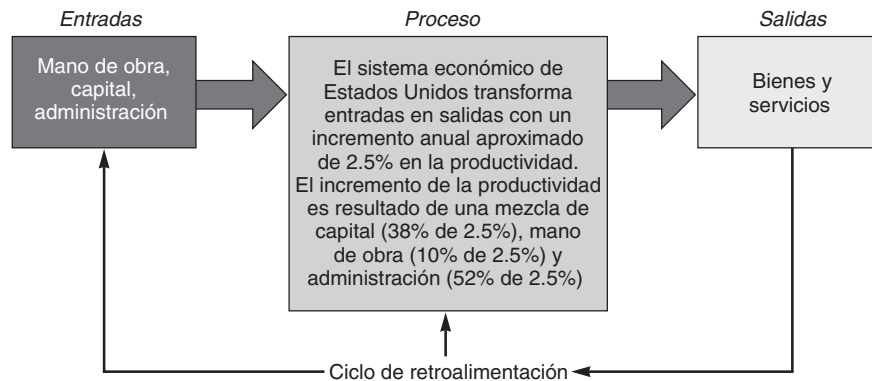 Entradas
Proceso
Salidas
Mano de obra,
capital,
administración
El sistema económico de
Estados Unidos transforma
entradas en salidas con un
incremento anual aproximado
de 2.5% en la productividad.
El incremento de la productividad
es resultado de una mezcla de
capital (38% de 2.5%), mano
de obra (10% de 2.5%) y
administración (52% de 2.5%)
Bienes y
servicios
Ciclo de retroalimentación